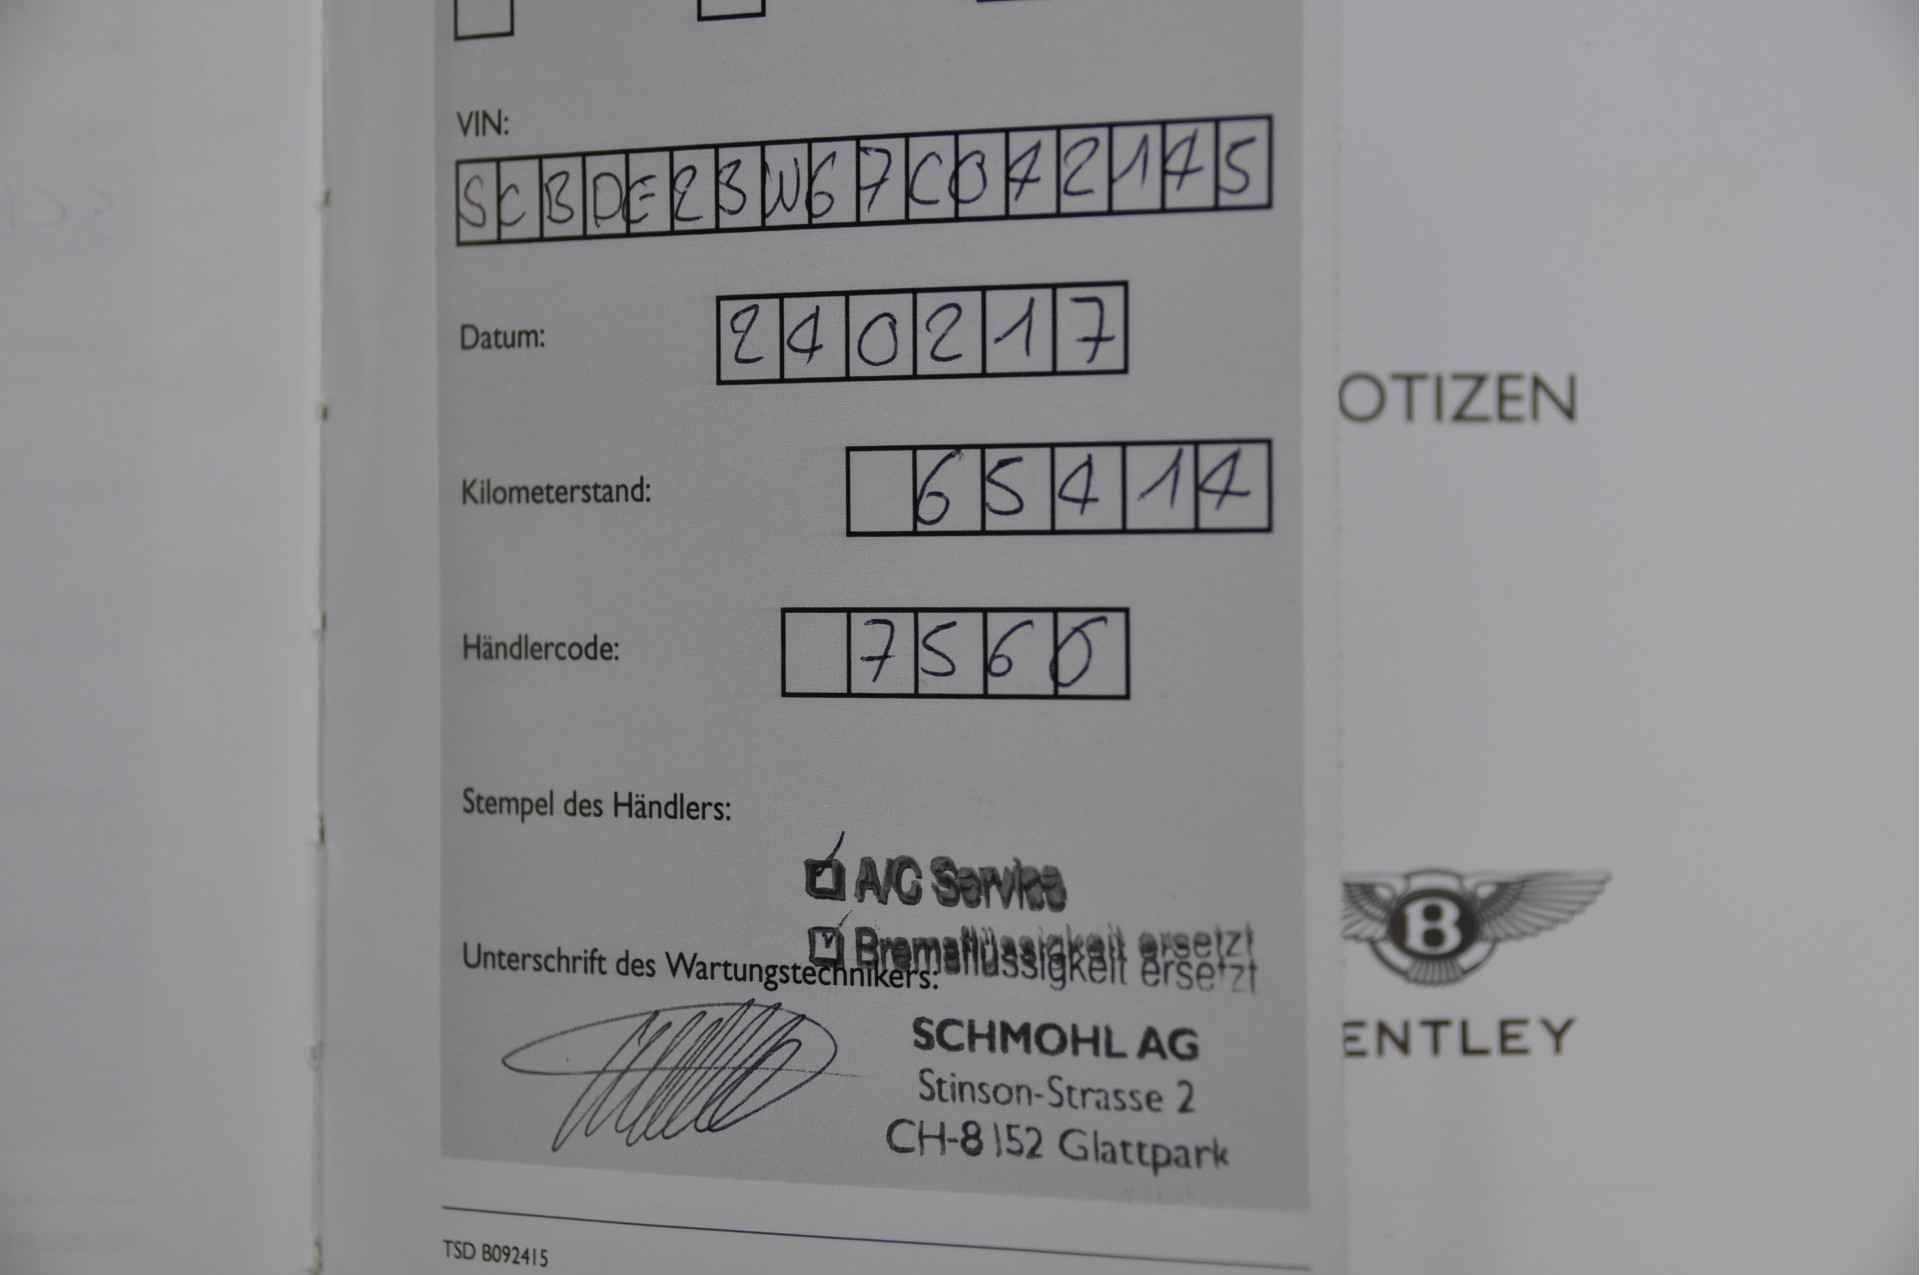 VIN:
SCBDE23W67C042145
Datum: 240217
OTIZEN
Kilometerstand: 65414
Händlercode: 7566
Stempel des Händlers:
A/C Service
Bremsflüssigkeit ersetzt
Unterschrift des Wartungstechnikers:
SCHMOHL AG
Stinson-Strasse 2
CH-8152 Glattpark
B
ENTLEY
TSD B092415